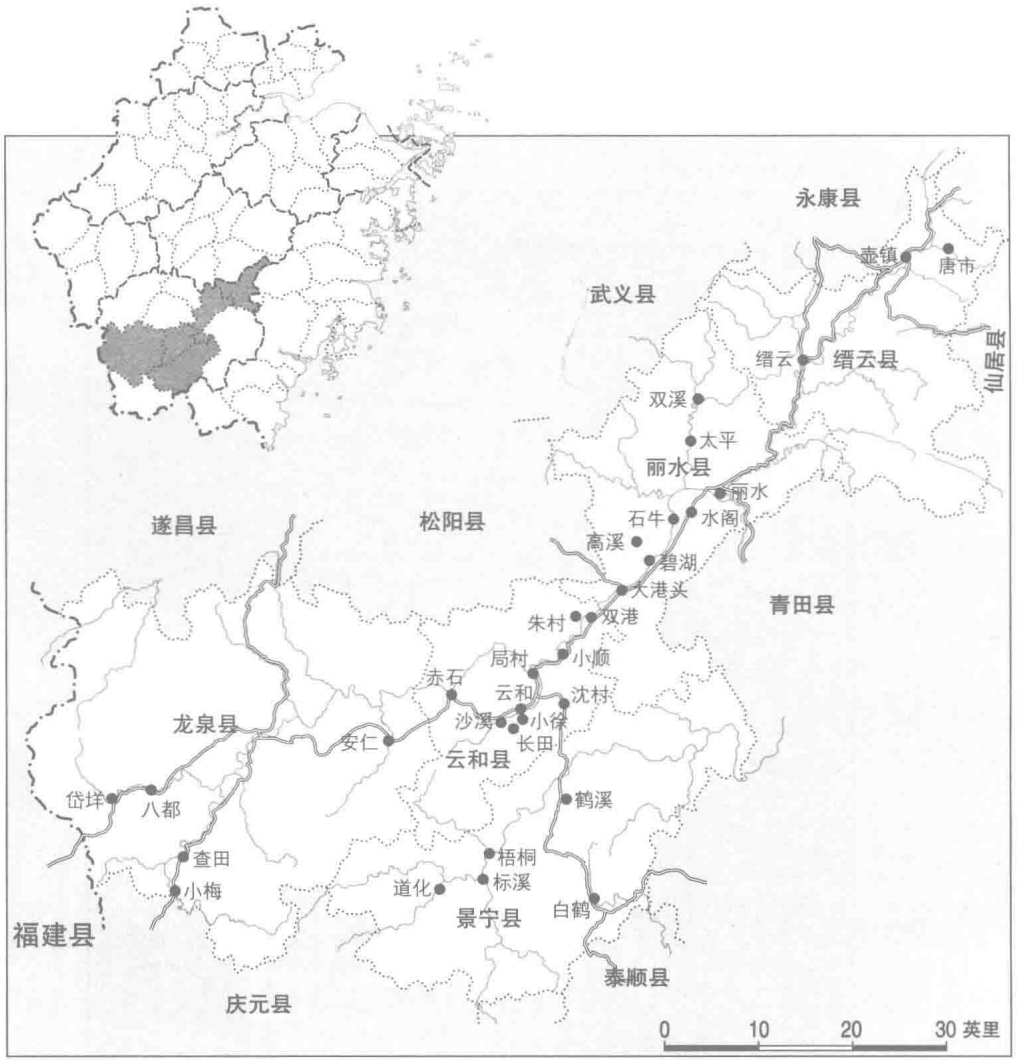 永康县
壶镇
唐市
武义县
仙居县
缙云
缙云县
双溪
太平
丽水县
丽水
水阁
石牛
遂昌县
松阳县
高溪
碧湖
大港头
青田县
朱村
双港
小顺
局村
赤石
云和
沈村
沙溪
小徐
长田
龙泉县
安仁
云和县
岱垟
八都
鹤溪
查田
梧桐
小梅
道化
标溪
白鹤
景宁县
福建县
泰顺县
庆元县
0 10 20 30 英里